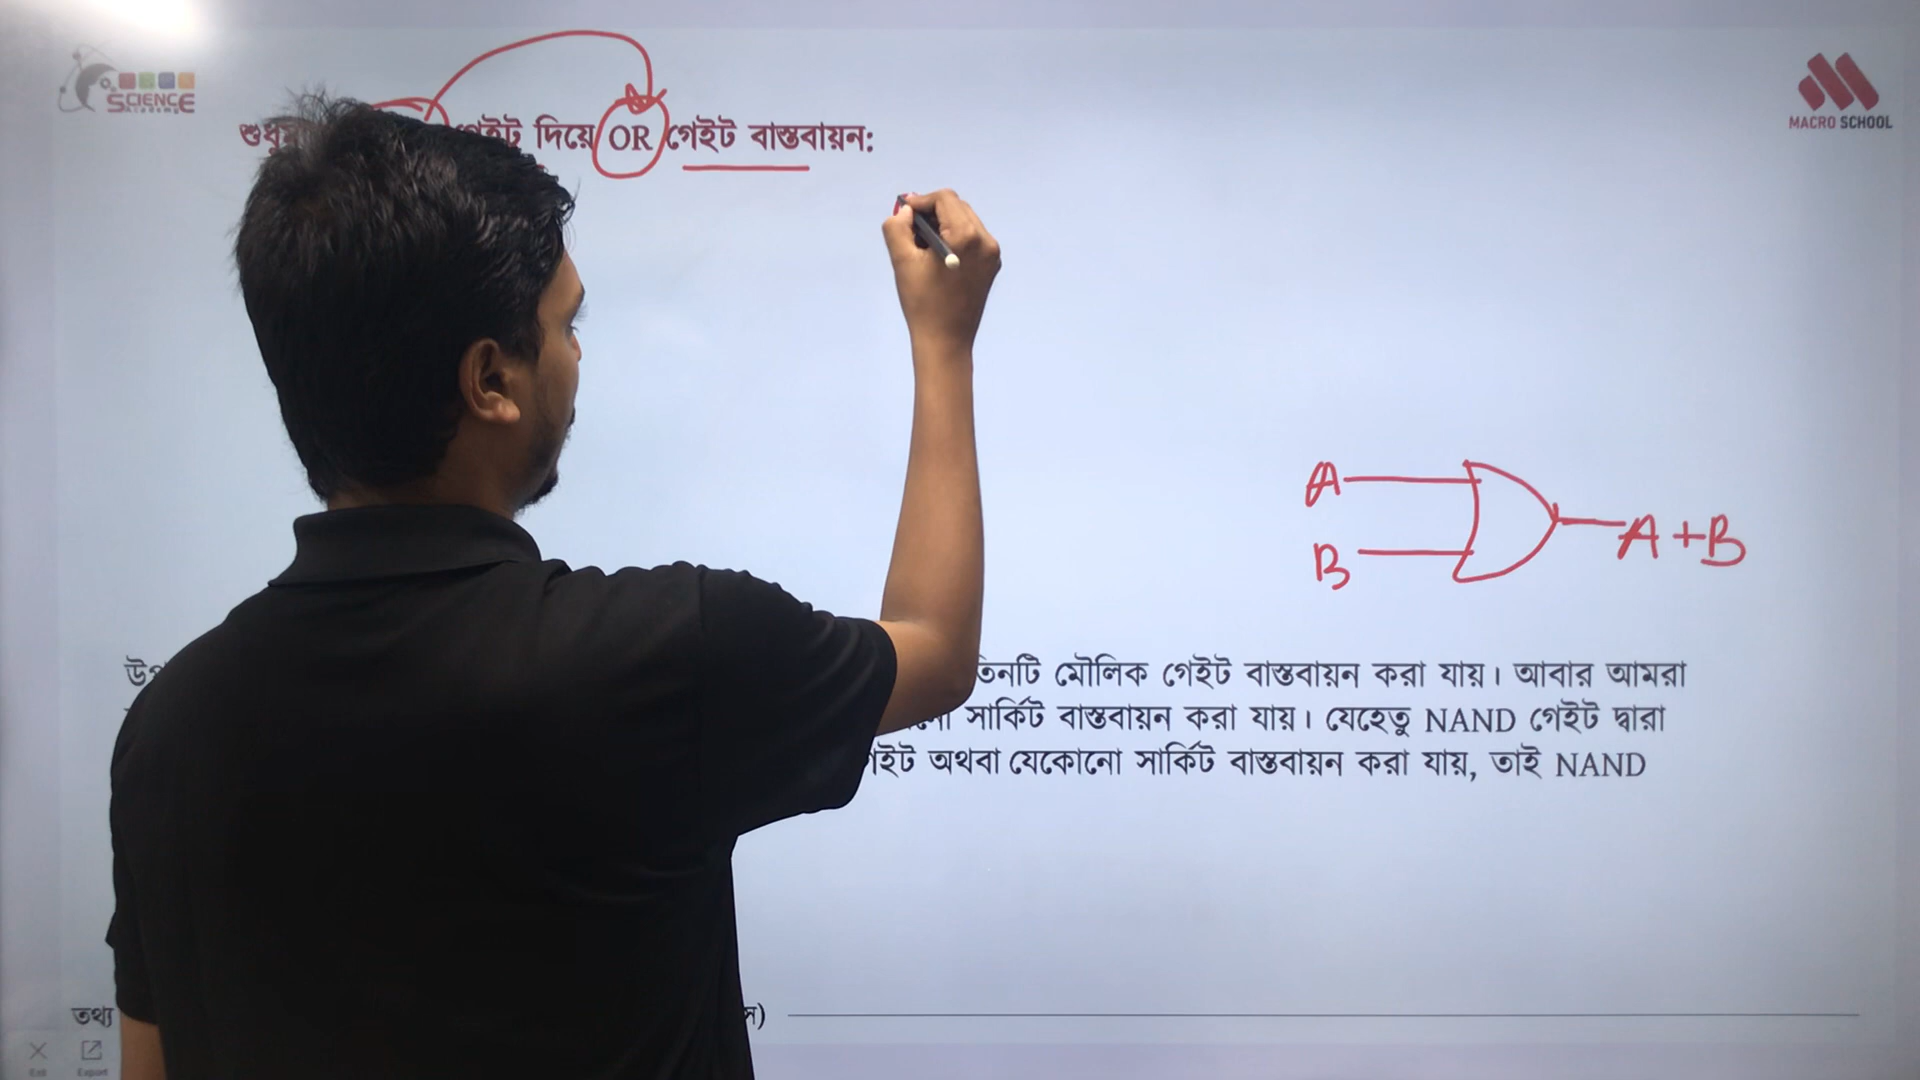 SCIENCE
Academy
MACRO SCHOOL
গেইট দিয়ে OR গেইট বাস্তবায়ন:
A
B
A+B
তিনটি মৌলিক গেইট বাস্তবায়ন করা যায়। আবার আমরা
সার্কিট বাস্তবায়ন করা যায়। যেহেতু NAND গেইট দ্বারা
গেইট অথবা যেকোনো সার্কিট বাস্তবায়ন করা যায়, তাই NAND
তথ্য
Exit
Export